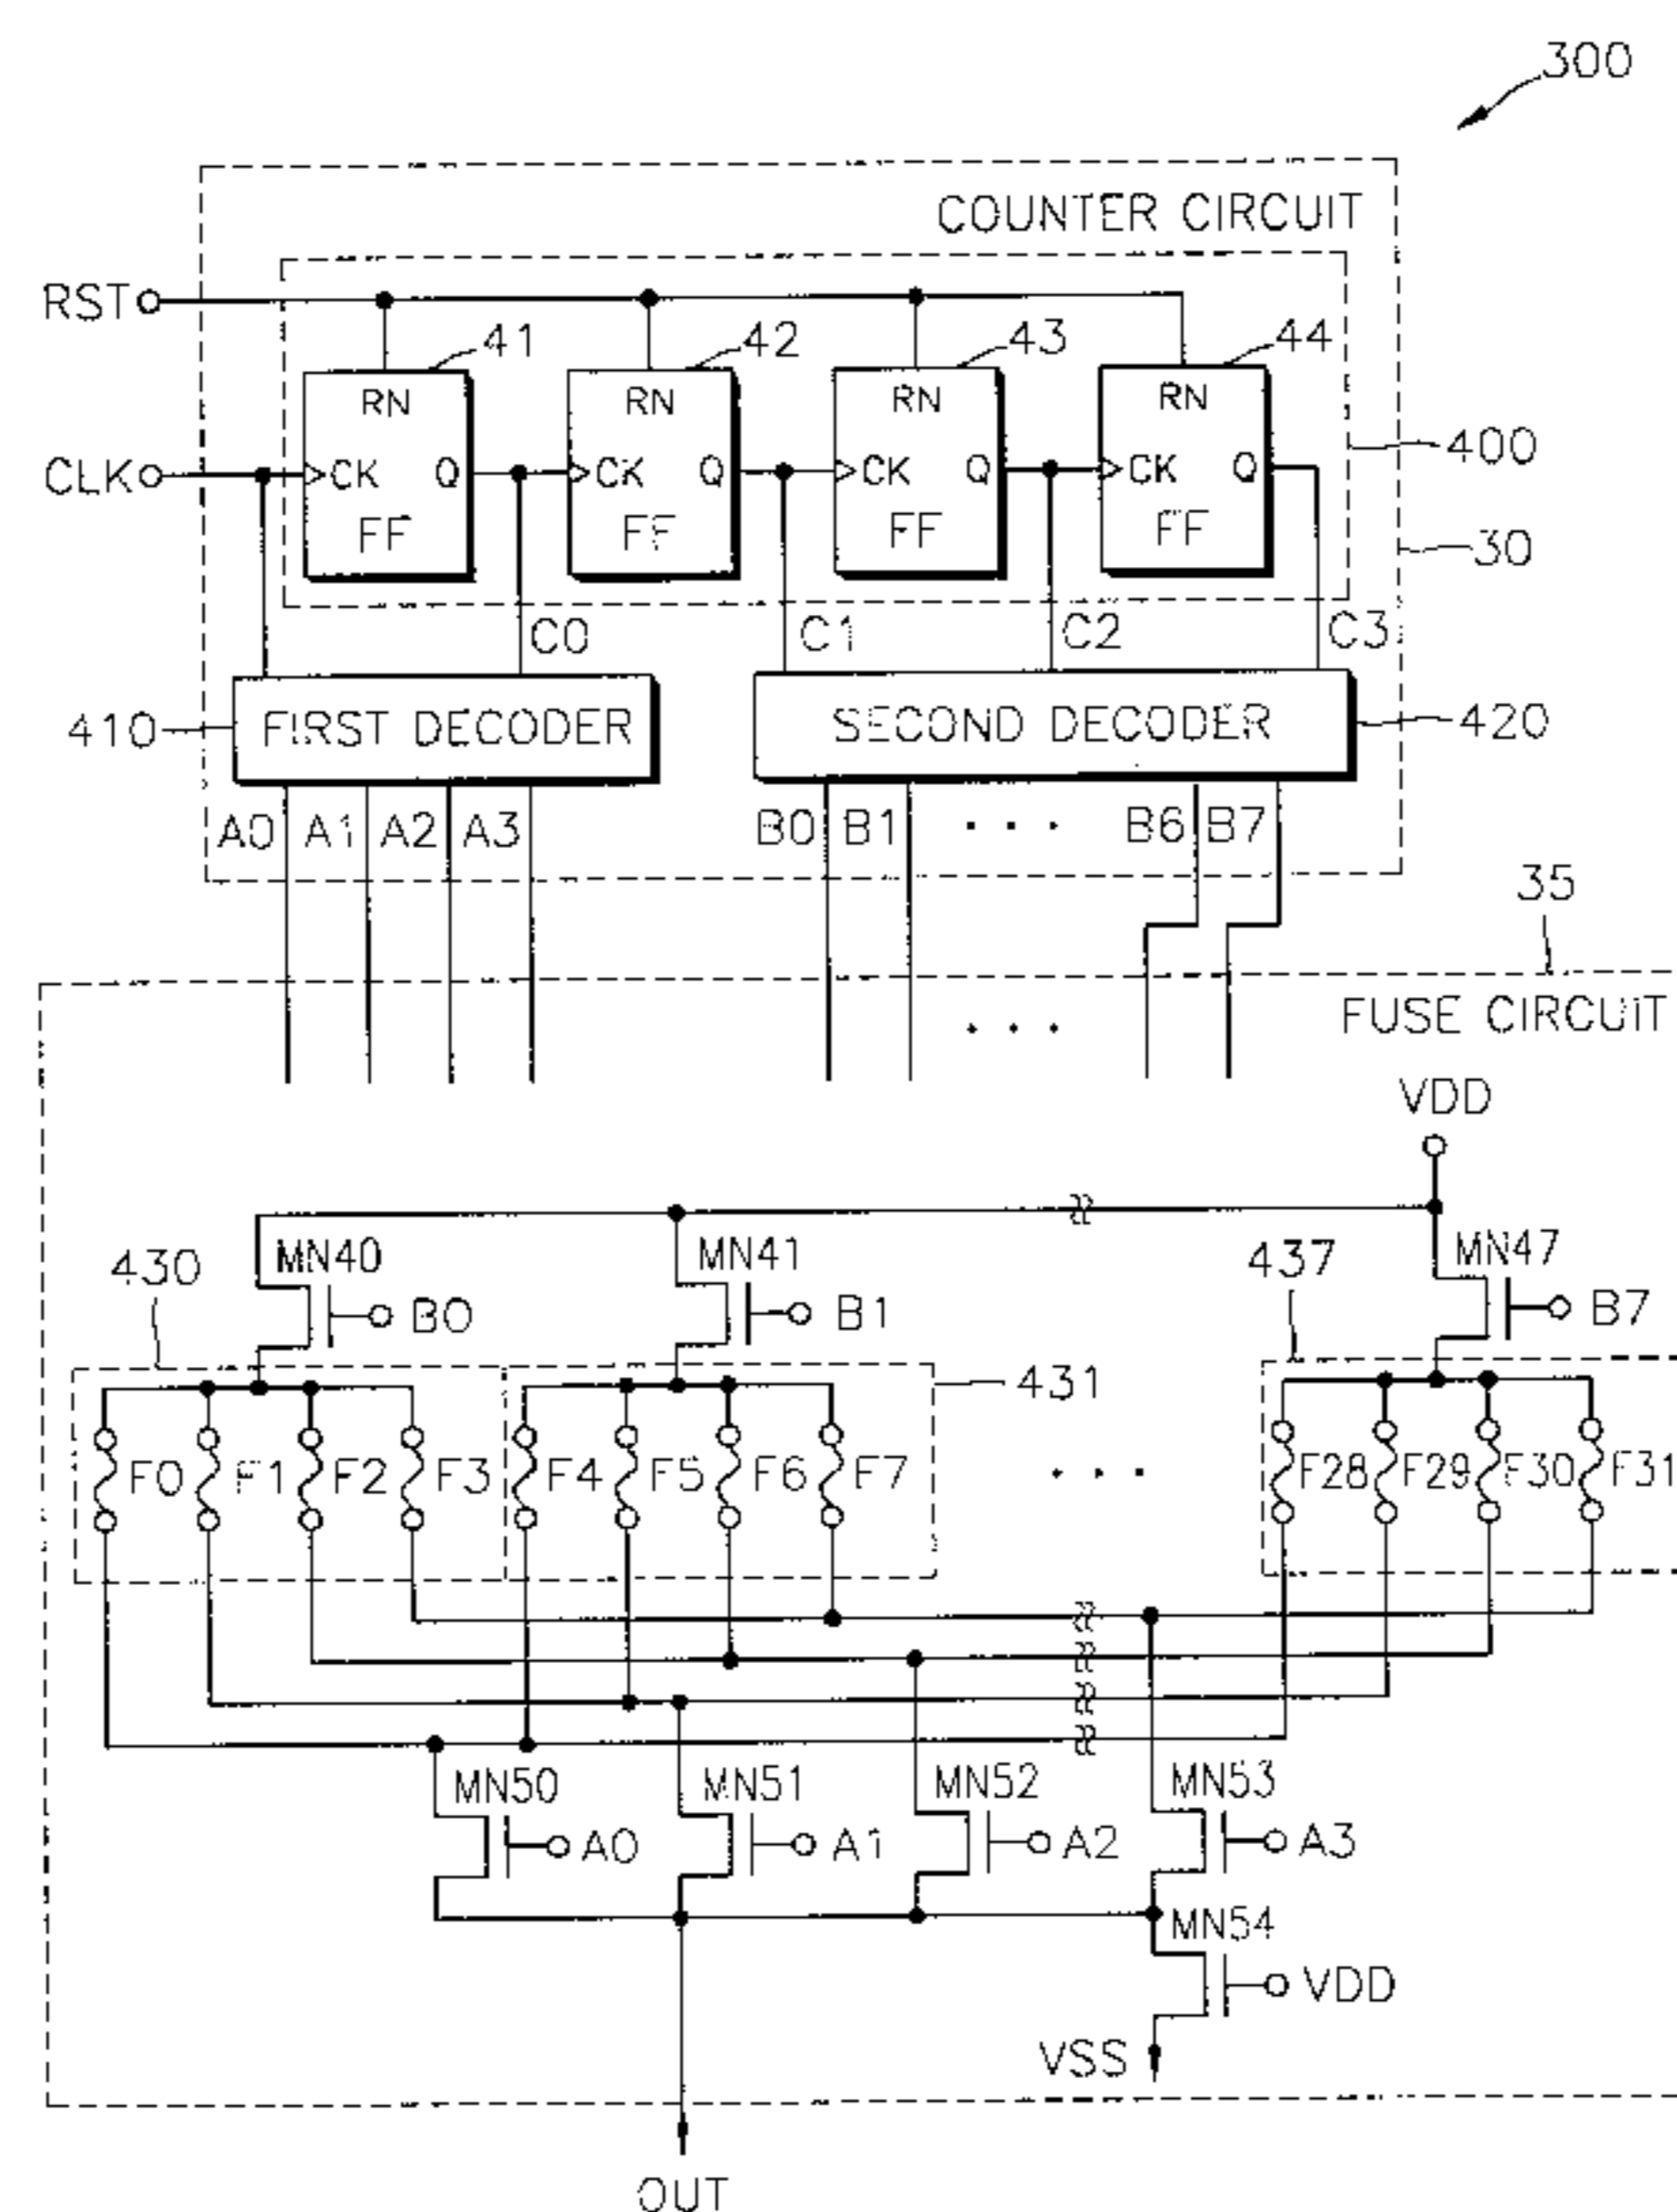 300
COUNTER CIRCUIT
RST
41 42 43 44
RN RN RN RN
CLK
CK Q CK Q CK Q CK Q
FF FF FF FF
400
30
C0 C1 C2 C3
410 FIRST DECODER SECOND DECODER 420
A0 A1 A2 A3 B0 B1 . . . B6 B7
35
. . . FUSE CIRCUIT
VDD
430 MN40 MN41 437 MN47
B0 B1 B7
431
F0 F1 F2 F3 F4 F5 F6 F7 . . . F28 F29 F30 F31
MN50 MN51 MN52 MN53
A0 A1 A2 A3
MN54
VDD
VSS
OUT